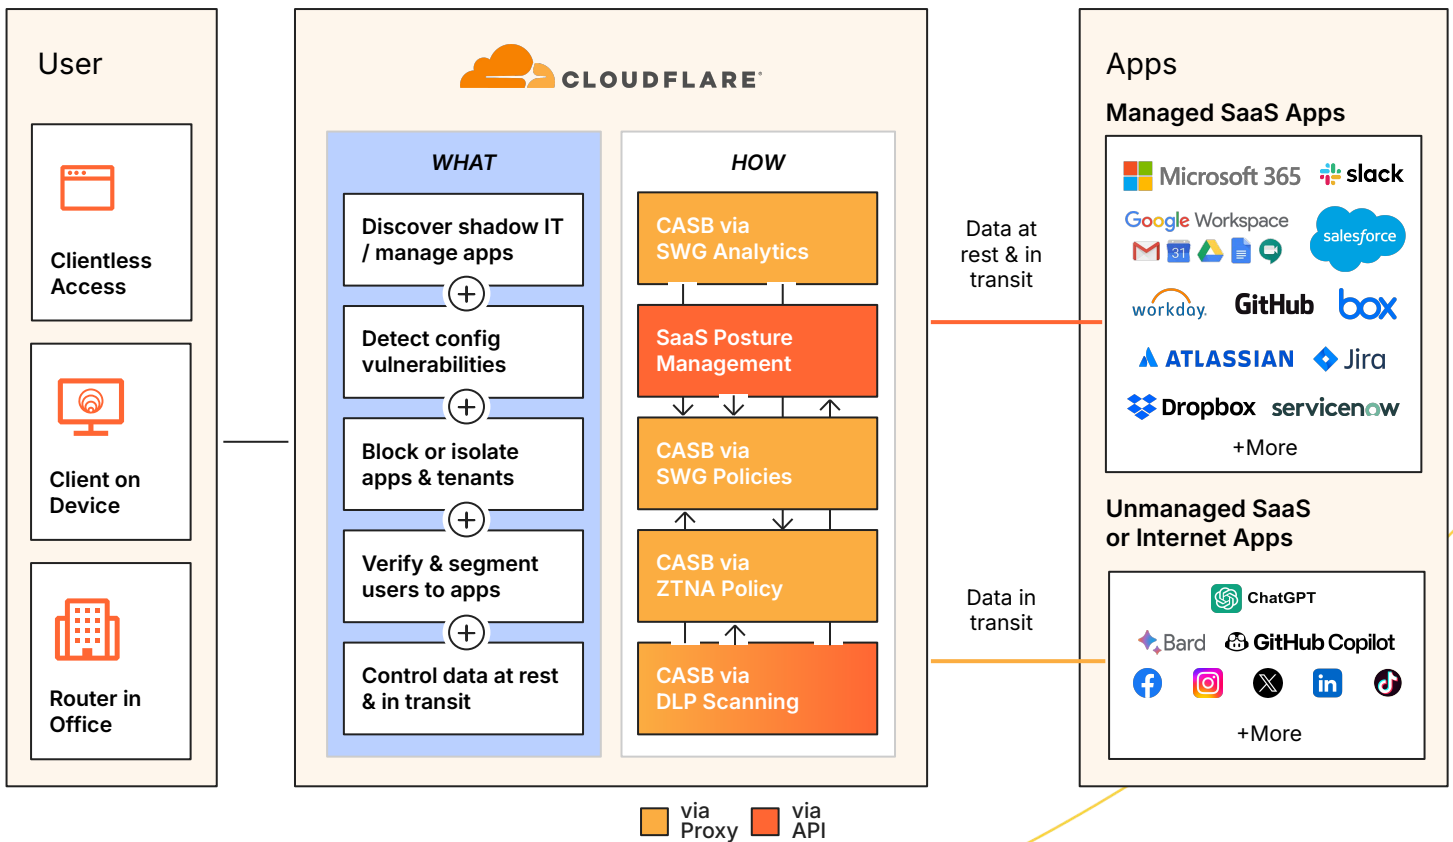 User
Clientless
Access
Client on
Device
Router in
Office
CLOUDFLARE
WHAT
Discover shadow IT
/ manage apps
+
Detect config
vulnerabilities
+
Block or isolate
apps & tenants
+
Verify & segment
users to apps
+
Control data at rest
& in transit
HOW
CASB via
SWG Analytics
SaaS Posture
Management
CASB via
SWG Policies
CASB via
ZTNA Policy
CASB via
DLP Scanning
via
Proxy
via
API
Data at
rest & in
transit
Data in
transit
Apps
Managed SaaS Apps
Microsoft 365
slack
Google Workspace
31
salesforce
workday.
GitHub
box
ATLASSIAN
Jira
Dropbox
servicenow
+More
Unmanaged SaaS
or Internet Apps
ChatGPT
Bard
GitHub Copilot
in
+More